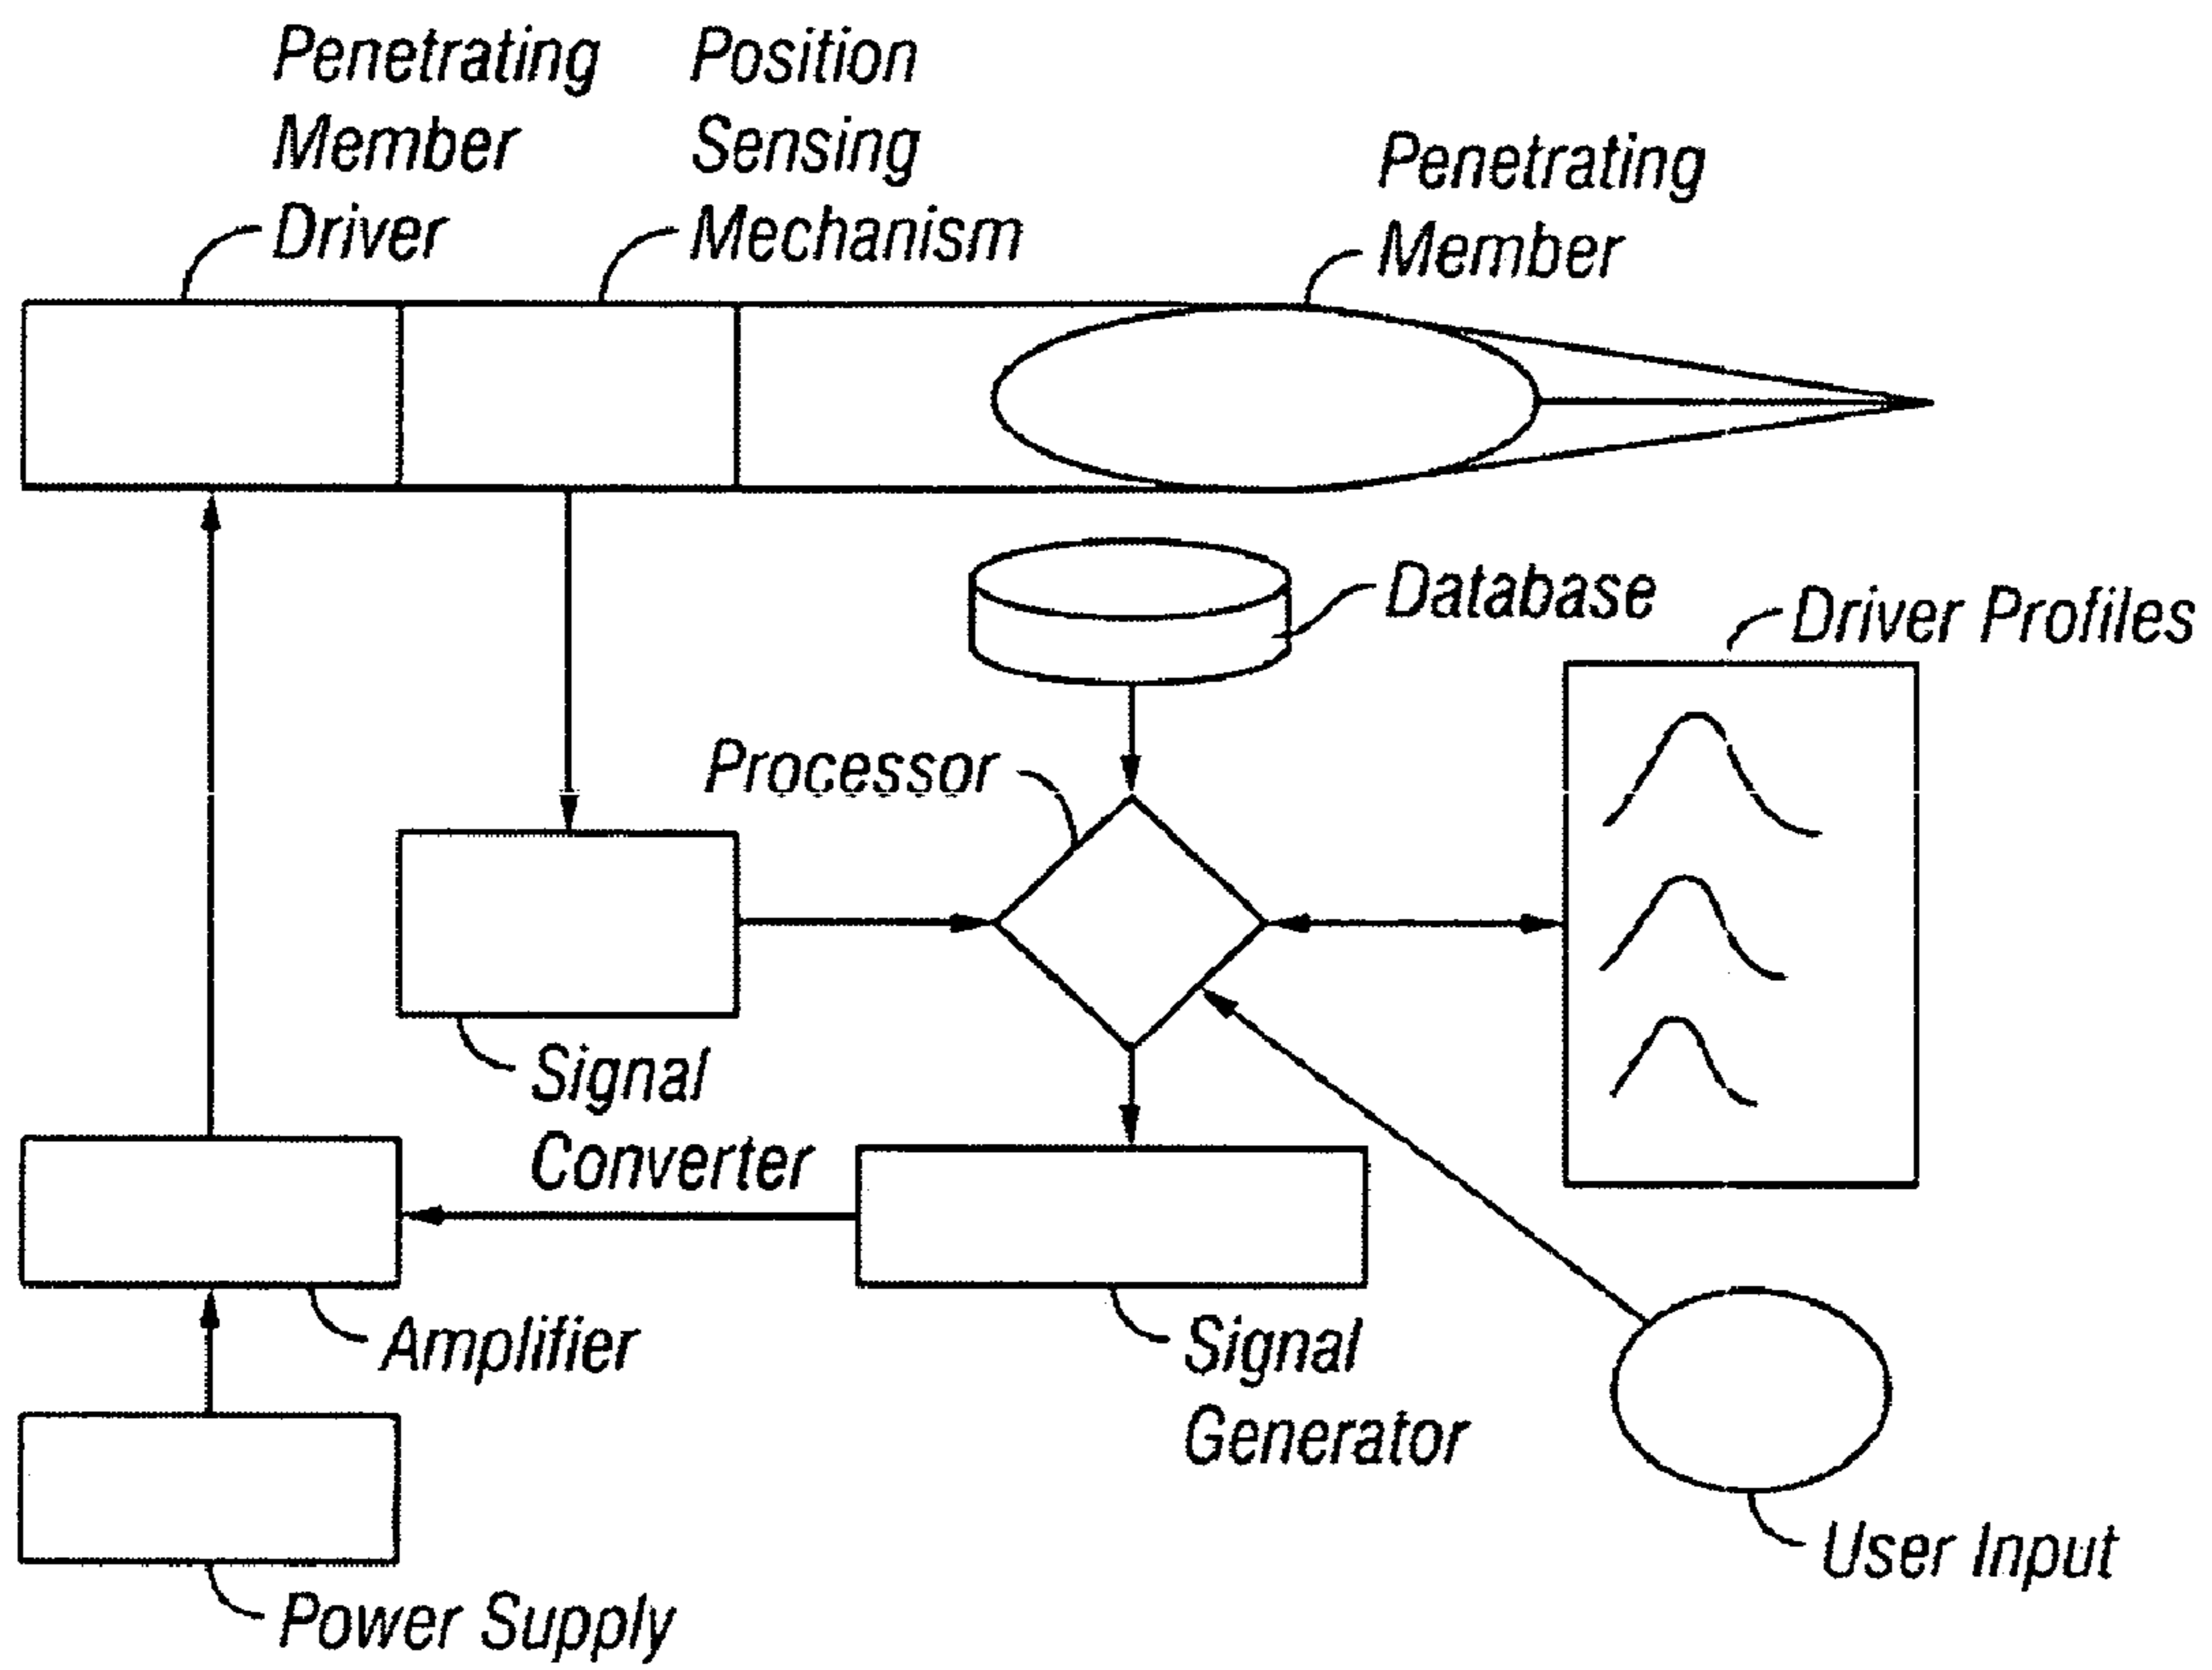 Penetrating
Member
Driver
Position
Sensing
Mechanism
Penetrating
Member
Database
Driver Profiles
Processor
Signal
Converter
Amplifier
Signal
Generator
User Input
Power Supply